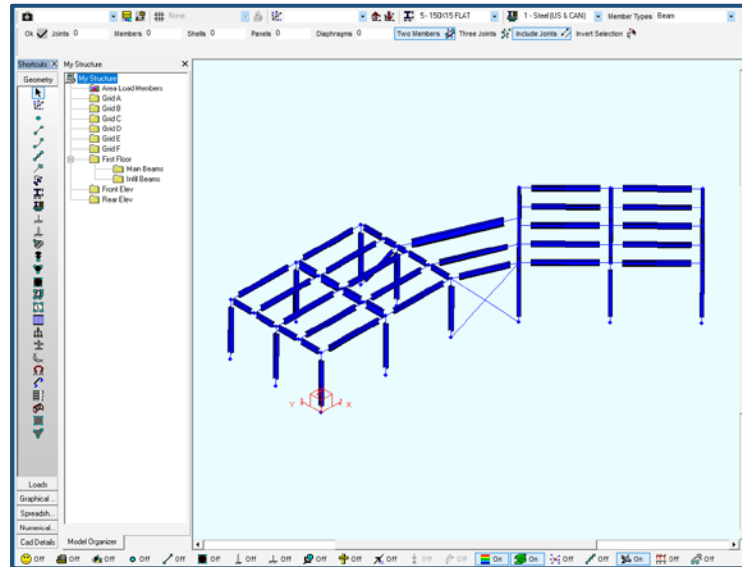 None 5 - 150X15 FLAT 1 - Steel (US & CAN) Member Types Beam
Ok Joints 0 Members 0 Shells 0 Panels 0 Diaphragms 0 Two Members Three Joints Include Joints Invert Selection
Shortcuts X My Structure X
Geometry
My Structure
Area Load Members
Grid A
Grid B
Grid C
Grid D
Grid E
Grid F
First Floor
Main Beams
Infill Beams
Front Elev
Rear Elev
Y X
Loads
Graphical...
Spreadsh...
Numerical...
Cad Details Model Organizer
Off Off Off Off Off Off Off Off Off Off Off Off Off On On Off Off On Off Off